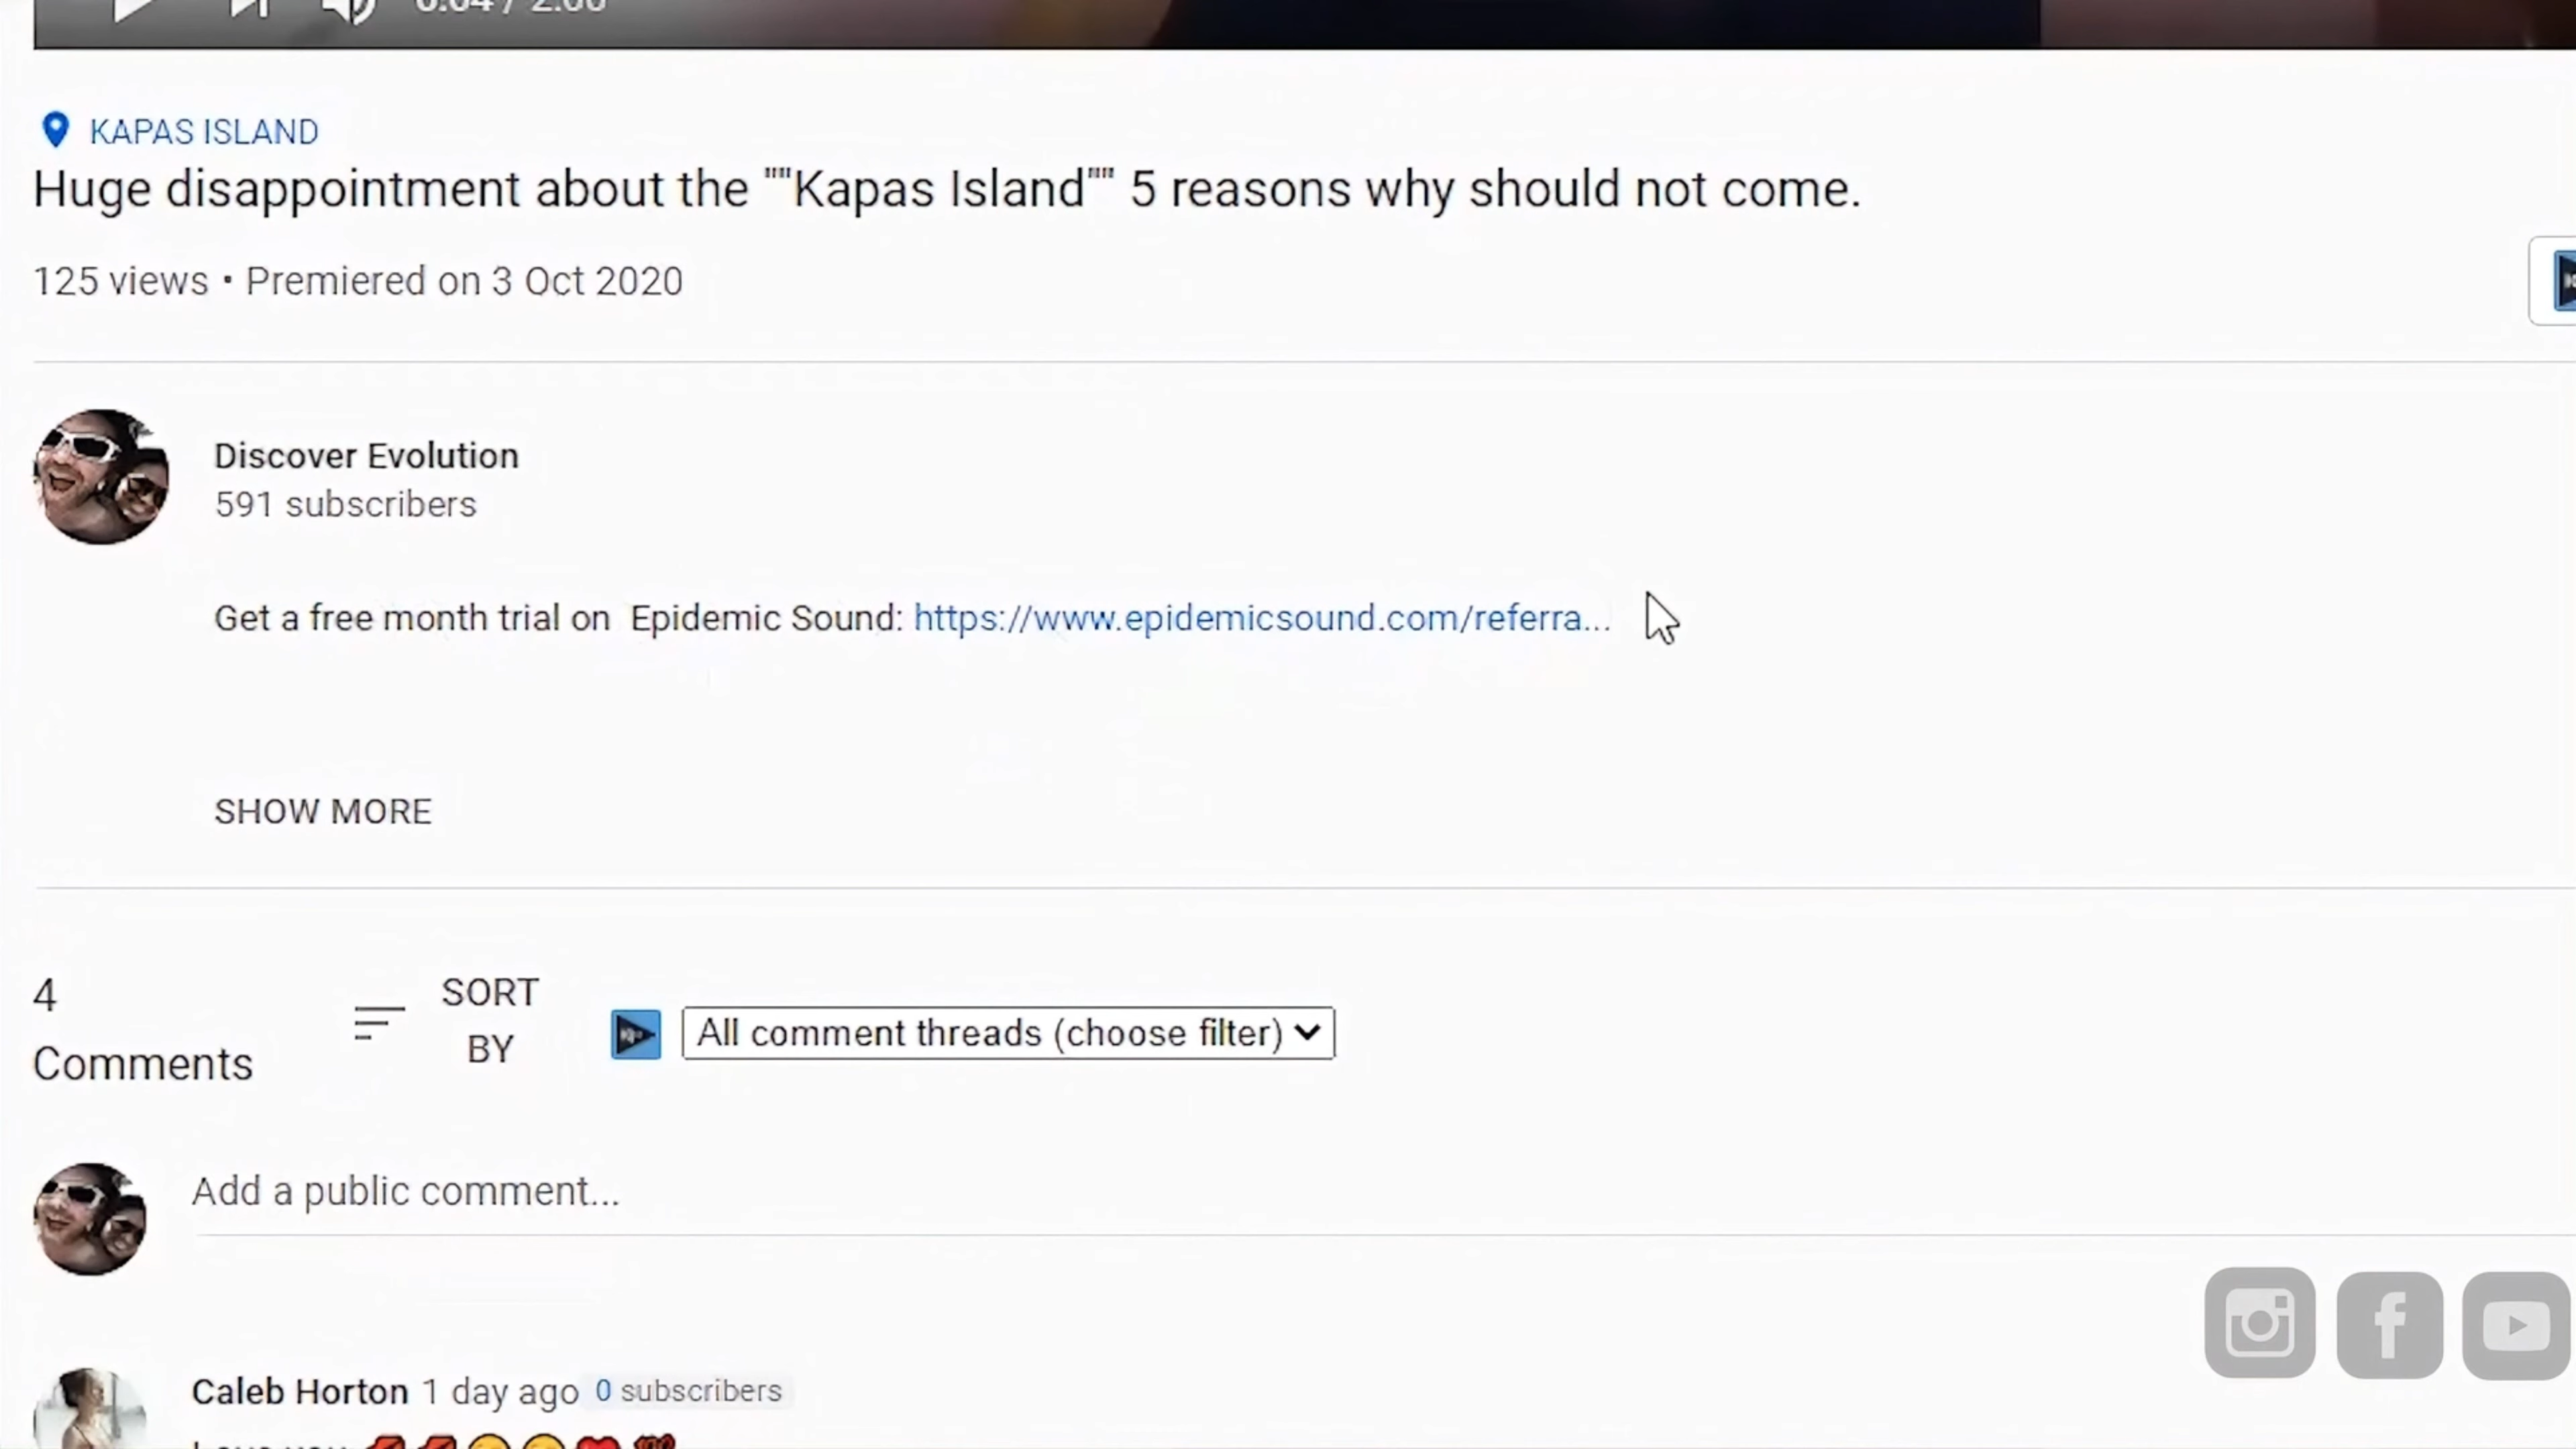 KAPAS ISLAND
Huge disappointment about the ""Kapas Island"" 5 reasons why should not come.
125 views • Premiered on 3 Oct 2020
Discover Evolution
591 subscribers
Get a free month trial on Epidemic Sound: https://www.epidemicsound.com/referra...
SHOW MORE
4
Comments
SORT
BY
All comment threads (choose filter)
Add a public comment...
Caleb Horton 1 day ago 0 subscribers